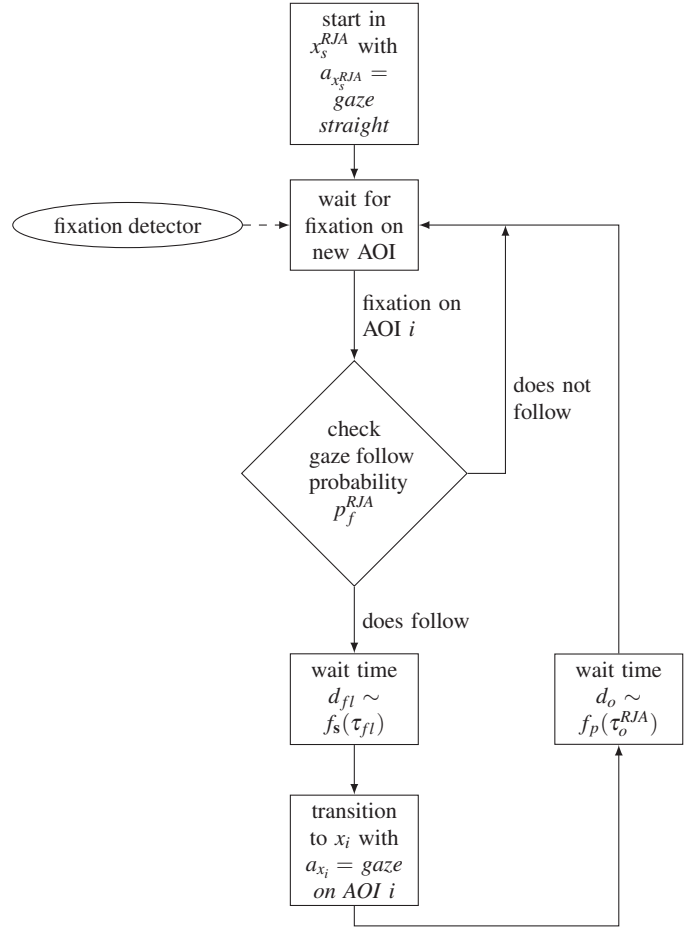 start in
x_s^{RJA} with
a_{x_s^{RJA}} =
gaze
straight
wait for
fixation on
new AOI
fixation detector
fixation on
AOI i
does not
follow
check
gaze follow
probability
p_f^{RJA}
does follow
wait time
d_{fl} ∼
f_s(τ_{fl})
wait time
d_o ∼
f_p(τ_o^{RJA})
transition
to x_i with
a_{x_i} = gaze
on AOI i